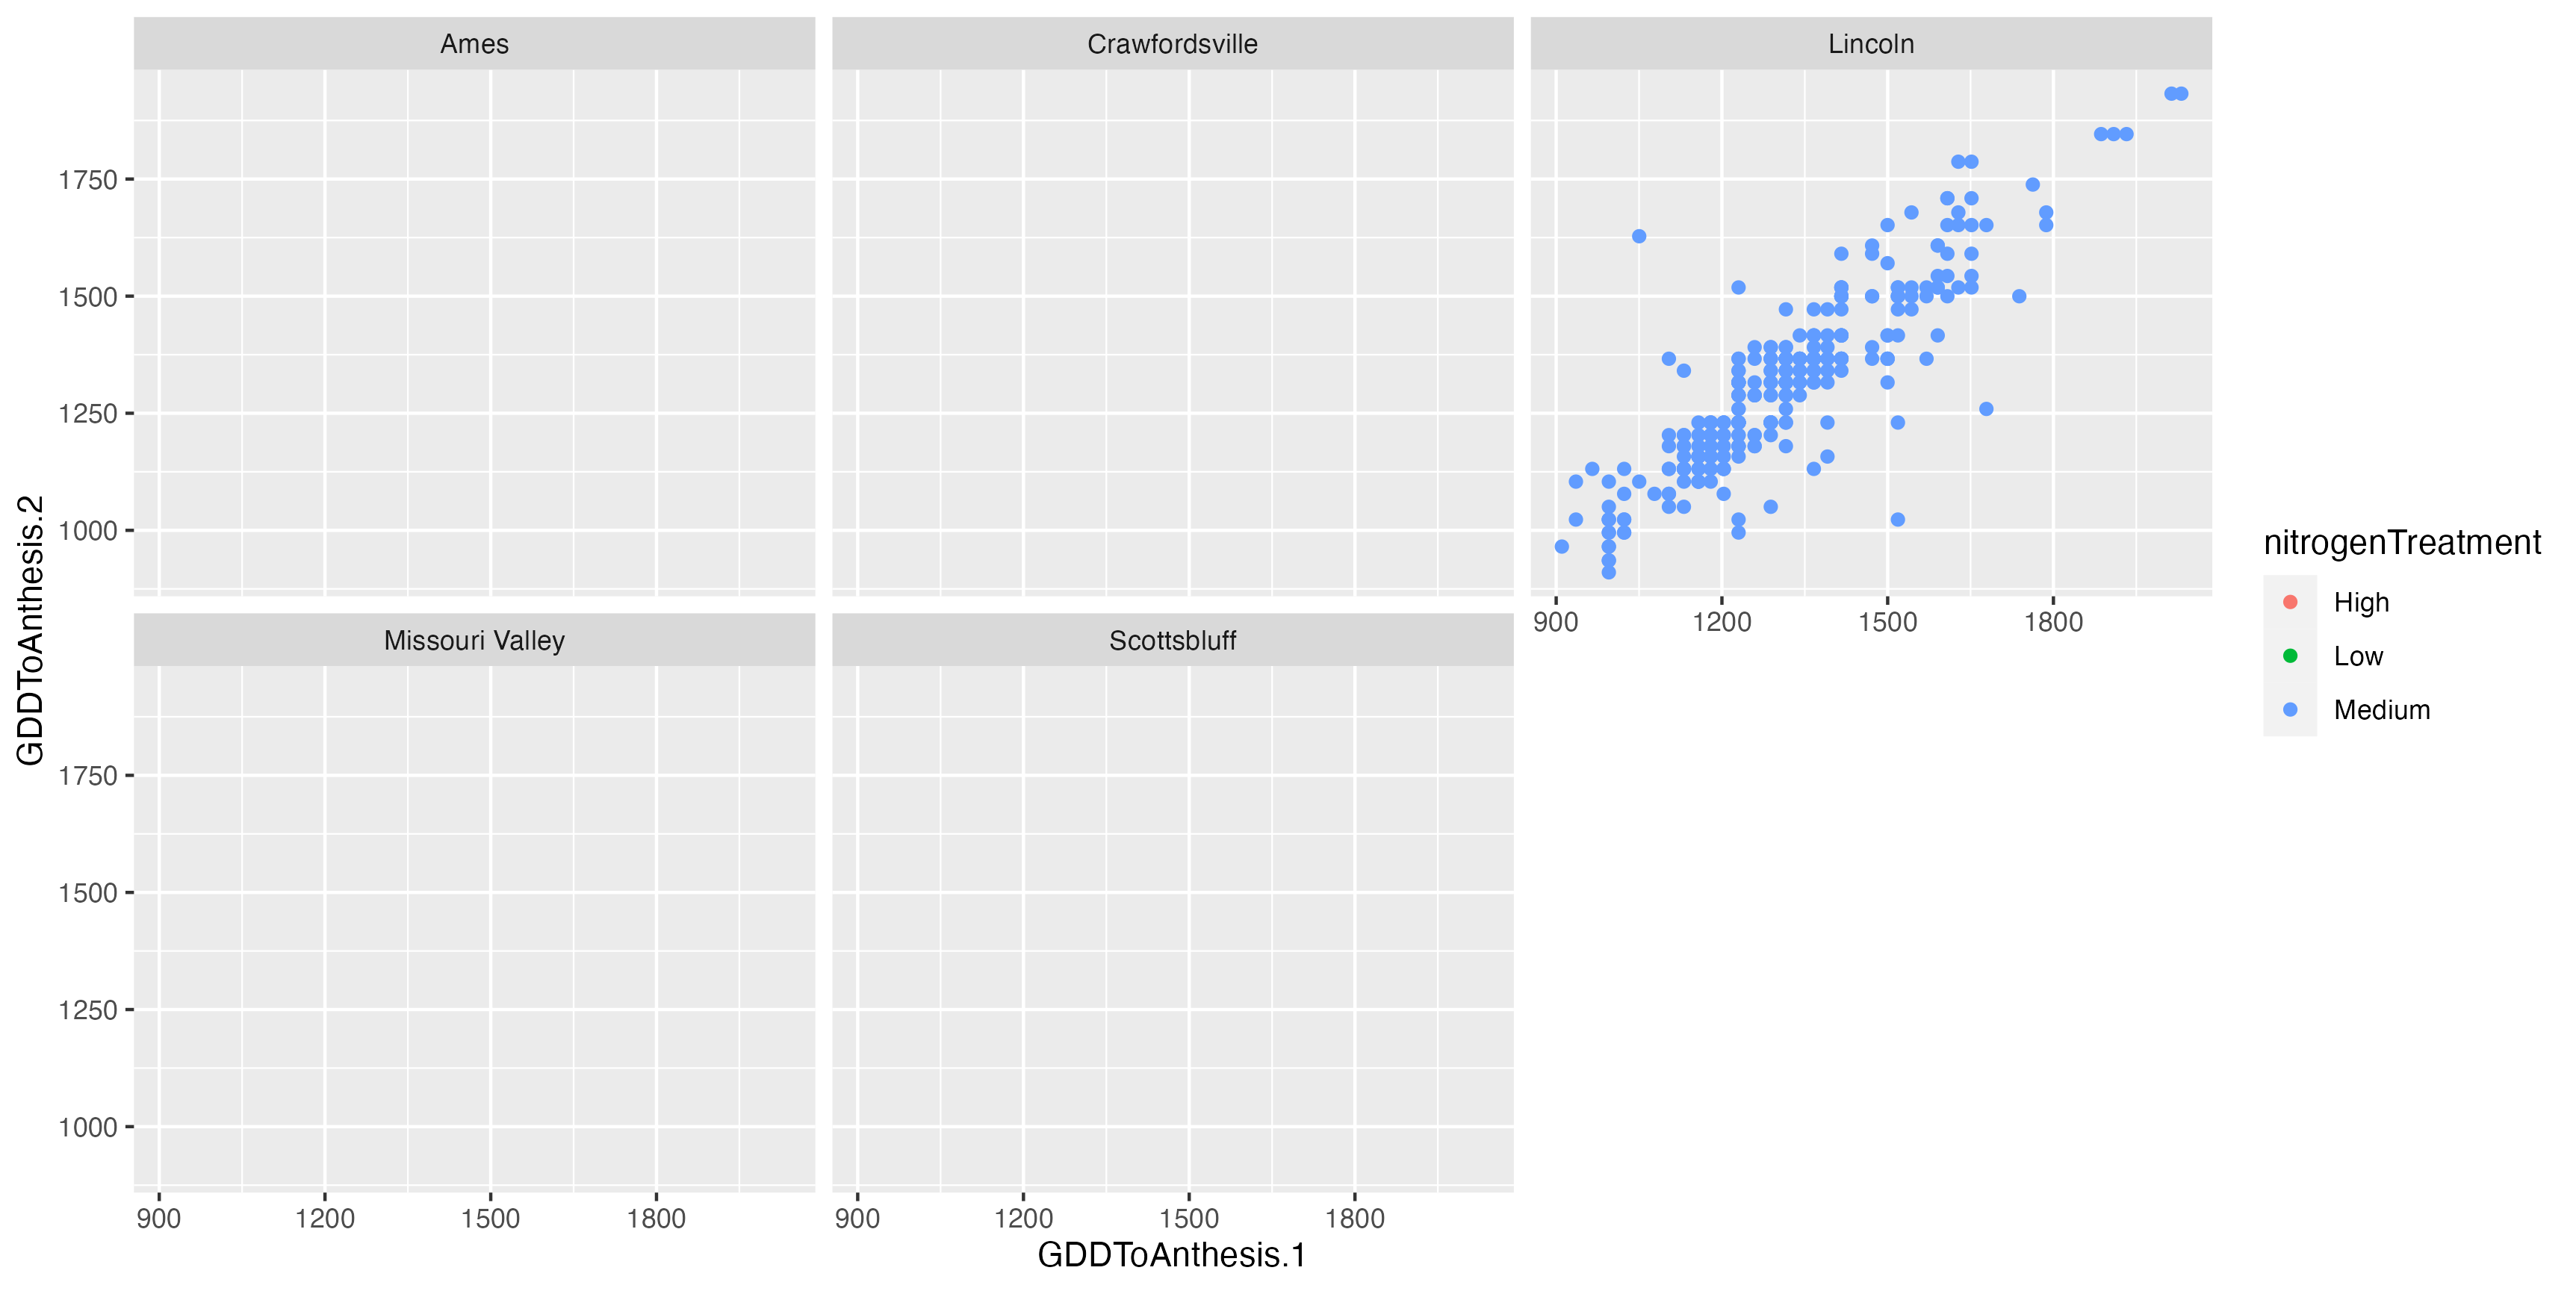 Ames Crawfordsville Lincoln
1750
1500
1250
1000
900 1200 1500 1800
Missouri Valley Scottsbluff
1750
1500
1250
1000
900 1200 1500 1800 900 1200 1500 1800
GDDToAnthesis.1
GDDToAnthesis.2
nitrogenTreatment
High
Low
Medium